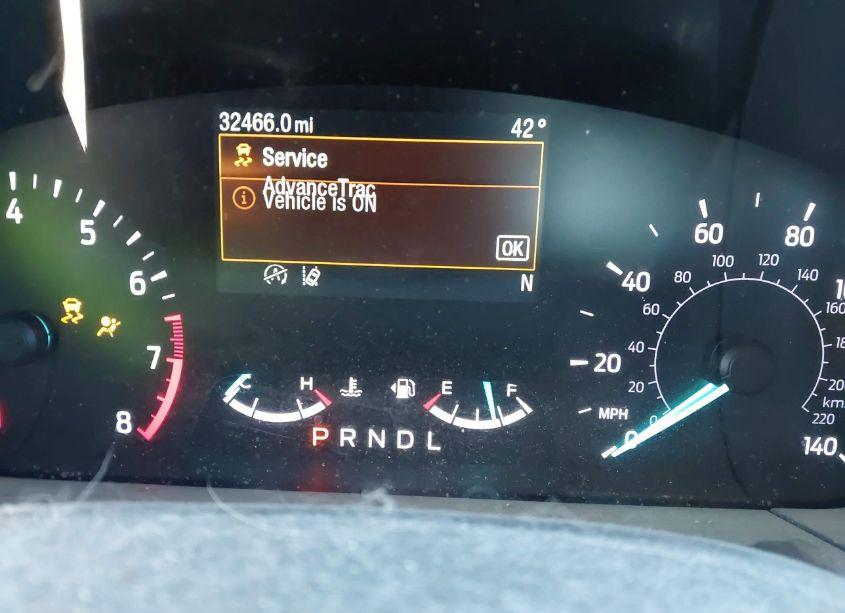 32466.0 mi 42°
Service
AdvanceTrac
Vehicle is ON
OK
N
4
5
6
7
8
C H
E F
P R N D L
0 20 40 60 80
MPH
0 20 40 60 80 100 120 140 160
220
140